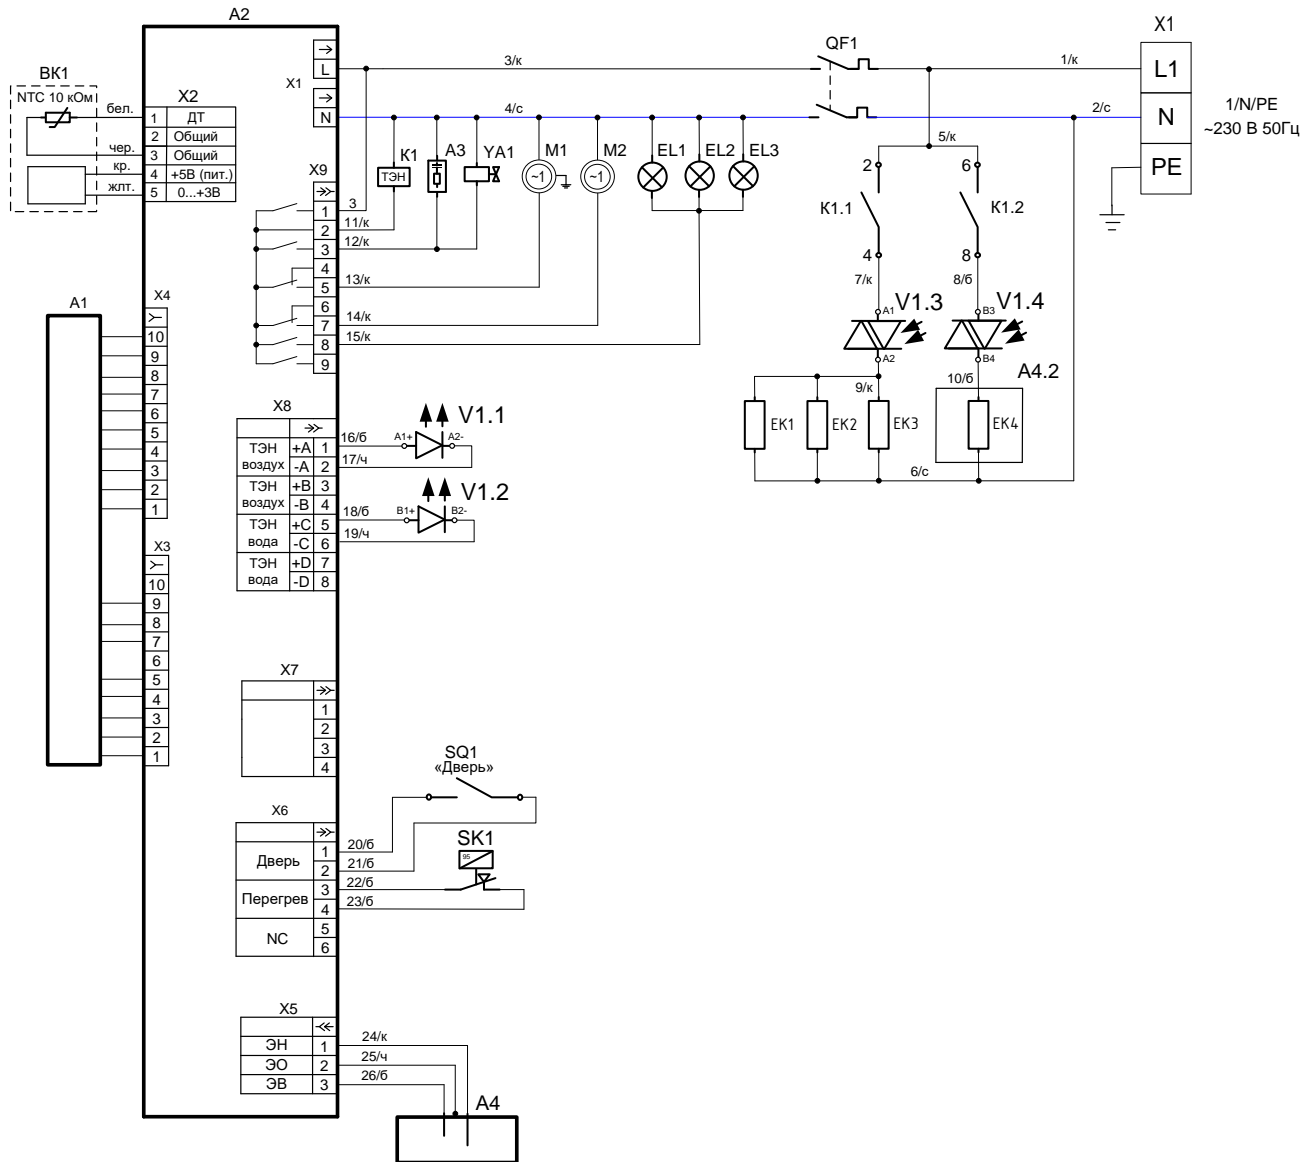 A2
X1
BK1
NTC 10 кОм
бел.
чер.
кр.
жлт.
X2
1 ДТ
2 Общий
3 Общий
4 +5В (пит.)
5 0...+3В
X1
L
N
3/к
4/с
QF1
1/к
2/с
L1
N
PE
1/N/PE
~230 В 50Гц
5/к
K1
ТЭН
A3
YA1
M1
~1
M2
~1
EL1
EL2
EL3
X9
1 3
2 11/к
3 12/к
4
5 13/к
6
7 14/к
8 15/к
9
2
K1.1
4
7/к
6
K1.2
8
8/б
A1
V1.3
A2
B3
V1.4
B4
9/к
10/б
A4.2
EK1
EK2
EK3
EK4
6/с
A1
X4
10
9
8
7
6
5
4
3
2
1
X3
10
9
8
7
6
5
4
3
2
1
X8
ТЭН воздух
+A 1 16/б
-A 2 17/ч
ТЭН воздух
+B 3
-B 4
ТЭН вода
+C 5 18/б
-C 6 19/ч
ТЭН вода
+D 7
-D 8
A1+
A2-
V1.1
B1+
B2-
V1.2
X7
1
2
3
4
SQ1
«Дверь»
X6
Дверь
1 20/б
2 21/б
Перегрев
3 22/б
4 23/б
NC
5
6
SK1
95
X5
ЭН 1 24/к
ЭО 2 25/ч
ЭВ 3 26/б
A4